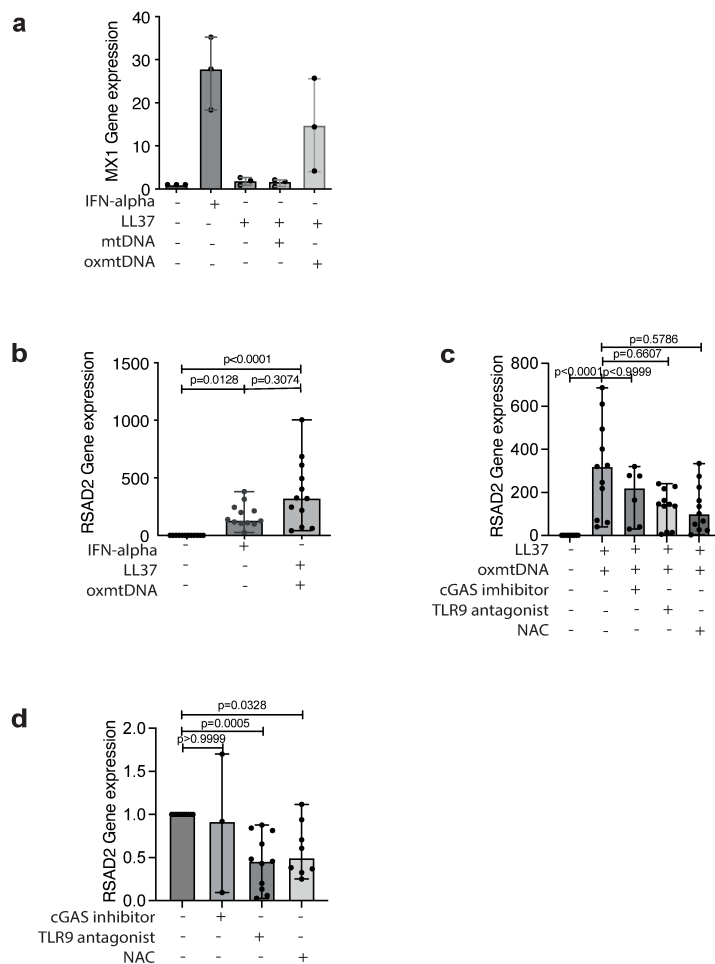 a
MX1 Gene expression
40
30
20
10
0
IFN-alpha - + - - -
LL37 - - + + +
mtDNA - - - + -
oxmtDNA - - - - +
b
RSAD2 Gene expression
1500
1000
500
0
p<0.0001
p=0.0128 p=0.3074
IFN-alpha - + -
LL37 - - +
oxmtDNA - - +
c
RSAD2 Gene expression
800
600
400
200
0
p=0.5786
p=0.6607
p<0.0001 p<0.9999
LL37 - + + + +
oxmtDNA - + + + +
cGAS imhibitor - - + - -
TLR9 antagonist - - - + -
NAC - - - - +
d
RSAD2 Gene expression
2.0
1.5
1.0
0.5
0.0
p=0.0328
p=0.0005
p>0.9999
cGAS inhibitor - + - -
TLR9 antagonist - - + -
NAC - - - +